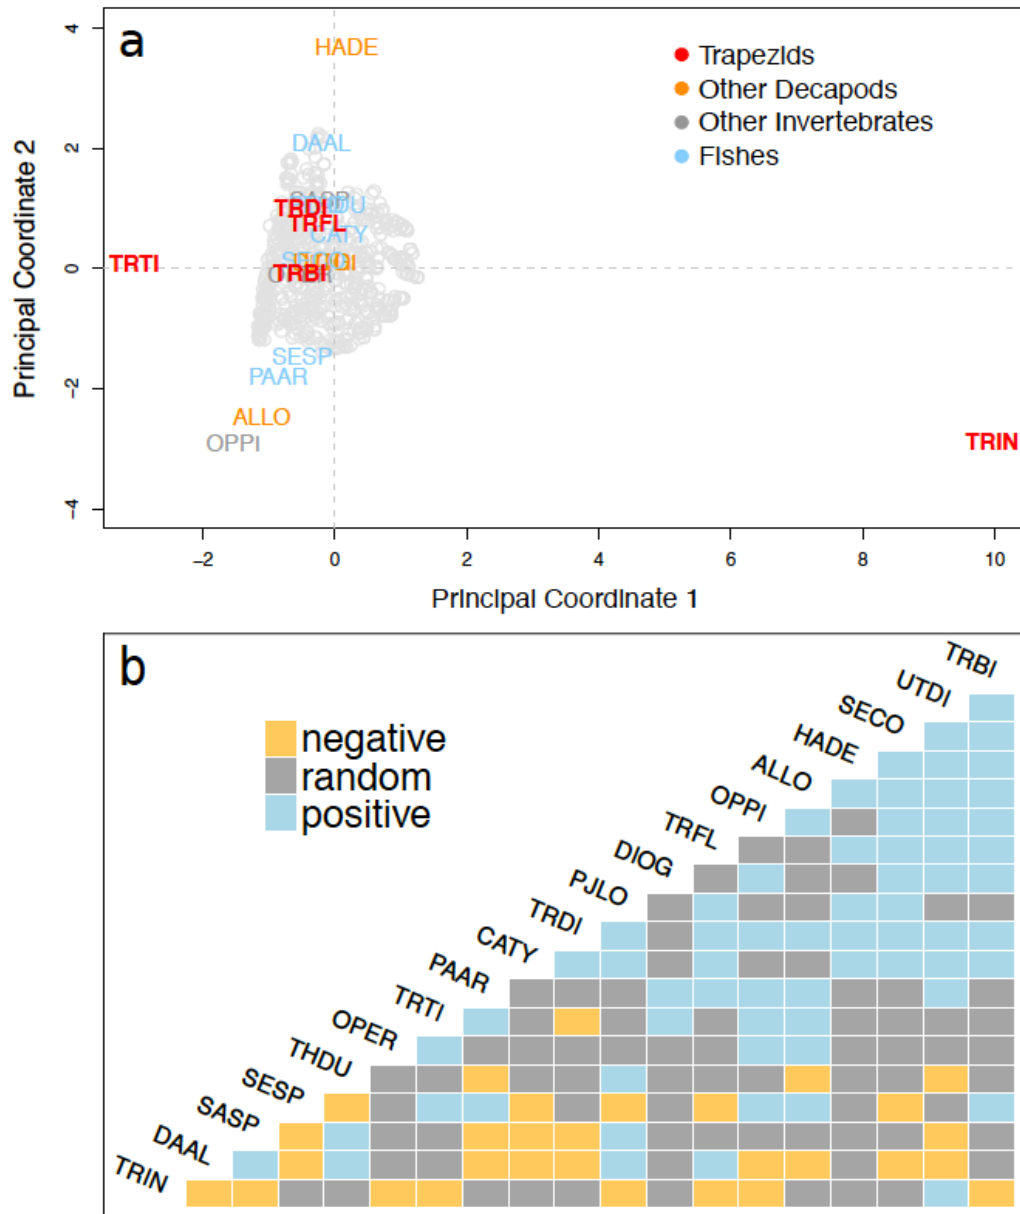 a
HADE
Trapezids
Other Decapods
Other Invertebrates
Fishes
DAAL
SASP
TRDI
TRFL
CATY
TRTI
TRBI
SESP
PAAR
ALLO
OPPI
TRIN
4
2
0
−2
−4
Principal Coordinate 2
−2 0 2 4 6 8 10
Principal Coordinate 1
b
negative
random
positive
TRBI
UTDI
SECO
HADE
ALLO
OPPI
TRFL
DIOG
PJLO
TRDI
CATY
PAAR
TRTI
OPER
THDU
SESP
SASP
DAAL
TRIN